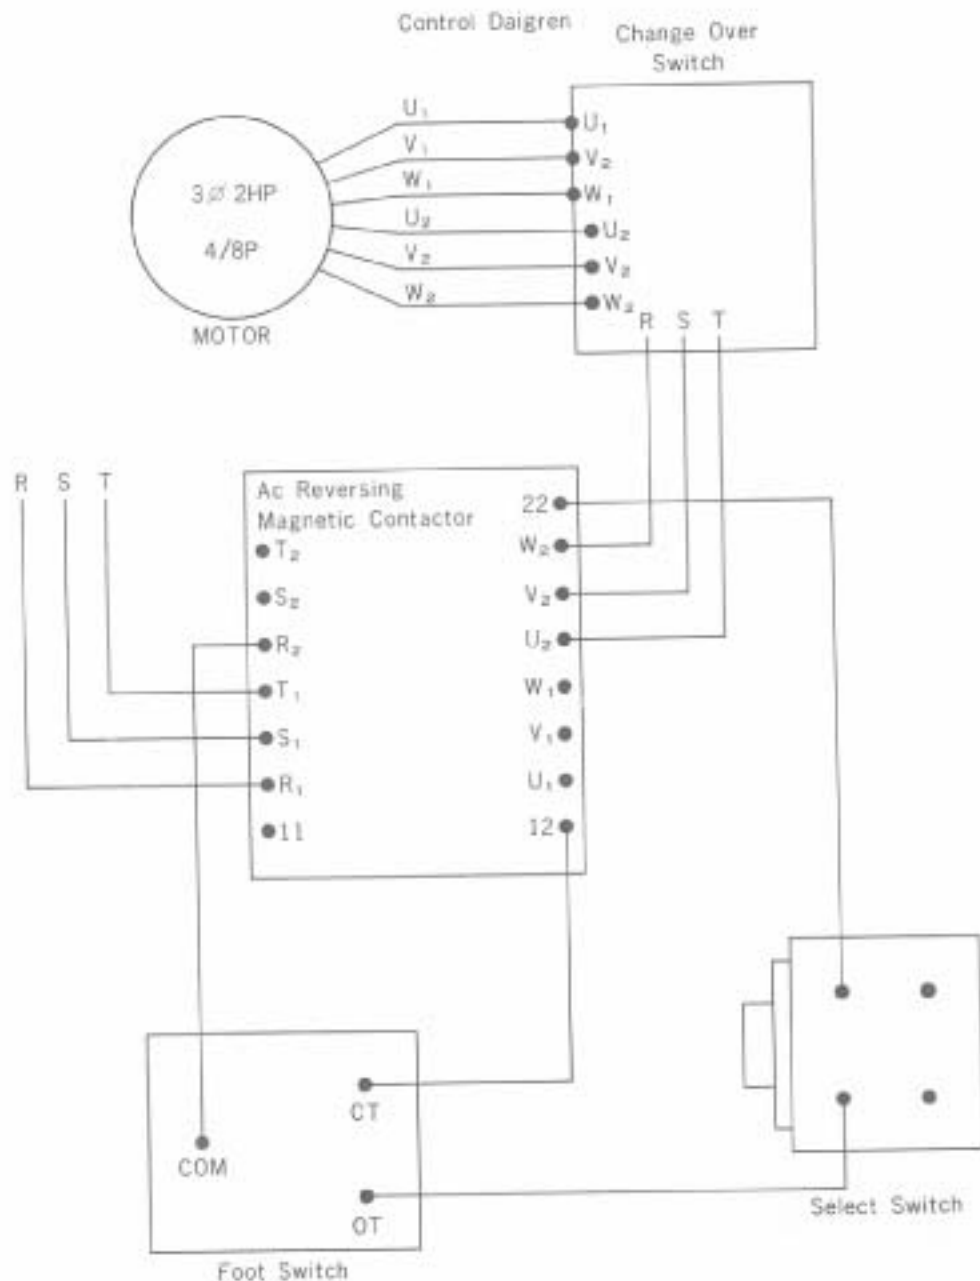 Control Daigren
Change Over
Switch
U₁
V₁
W₁
U₂
V₂
W₂
3ø 2HP
4/8P
MOTOR
U₁
V₂
W₁
U₂
V₂
W₂
R S T
R S T
Ac Reversing
Magnetic Contactor
T₂
S₂
R₂
T₁
S₁
R₁
11
22
W₂
V₂
U₂
W₁
V₁
U₁
12
CT
COM
OT
Foot Switch
Select Switch